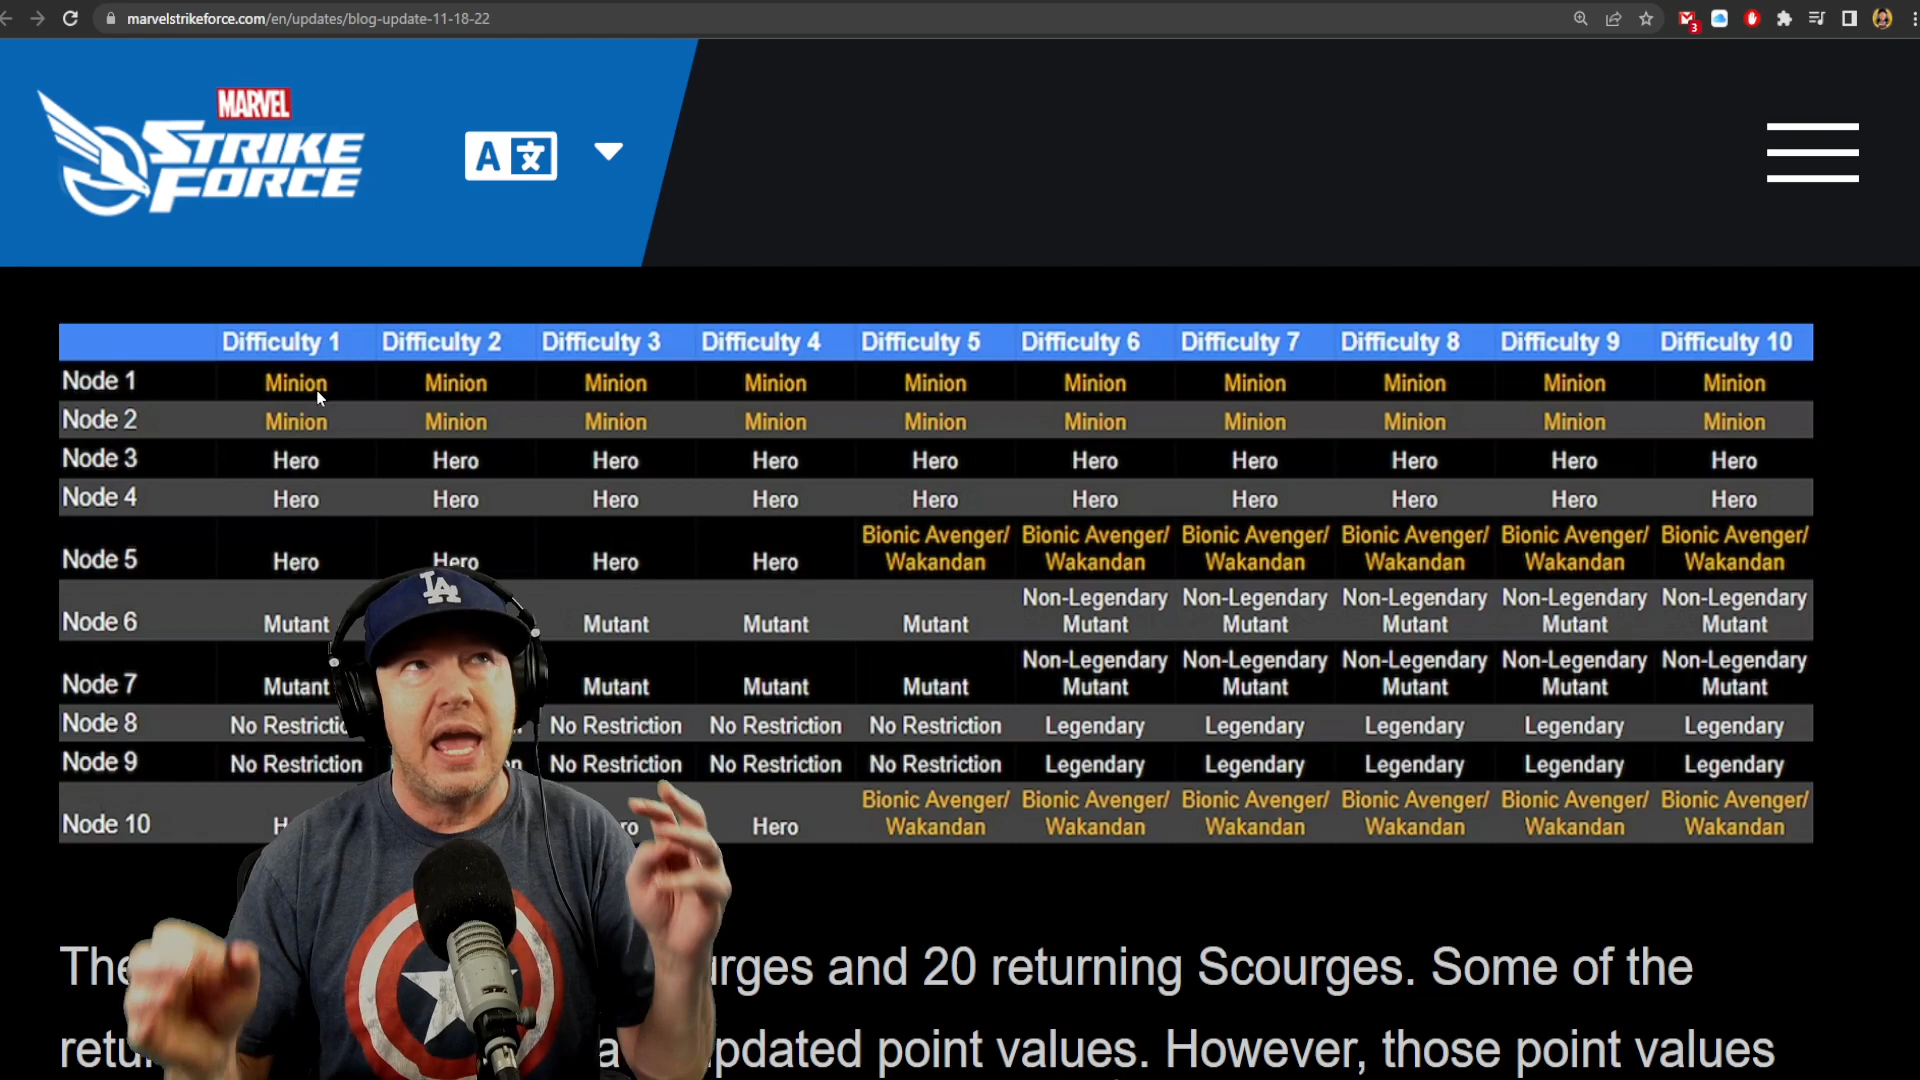 marvelstrikeforce.com/en/updates/blog-update-11-18-22
3
MARVEL
STRIKE
FORCE
A 文
Difficulty 1 Difficulty 2 Difficulty 3 Difficulty 4 Difficulty 5 Difficulty 6 Difficulty 7 Difficulty 8 Difficulty 9 Difficulty 10
Node 1 Minion Minion Minion Minion Minion Minion Minion Minion Minion Minion
Node 2 Minion Minion Minion Minion Minion Minion Minion Minion Minion Minion
Node 3 Hero Hero Hero Hero Hero Hero Hero Hero Hero Hero
Node 4 Hero Hero Hero Hero Hero Hero Hero Hero Hero Hero
Bionic Avenger/ Bionic Avenger/ Bionic Avenger/ Bionic Avenger/ Bionic Avenger/ Bionic Avenger/
Node 5 Hero Hero Hero Hero Wakandan Wakandan Wakandan Wakandan Wakandan Wakandan
Non-Legendary Non-Legendary Non-Legendary Non-Legendary Non-Legendary
Node 6 Mutant Mutant Mutant Mutant Mutant Mutant Mutant Mutant Mutant
Non-Legendary Non-Legendary Non-Legendary Non-Legendary Non-Legendary
Node 7 Mutant Mutant Mutant Mutant Mutant Mutant Mutant Mutant Mutant
Node 8 No No Restriction No Restriction No Restriction Legendary Legendary Legendary Legendary Legendary
Node 9 No Restriction No Restriction No Restriction No Restriction Legendary Legendary Legendary Legendary Legendary
Bionic Avenger/ Bionic Avenger/ Bionic Avenger/ Bionic Avenger/ Bionic Avenger/ Bionic Avenger/
Node 10 Hero Wakandan Wakandan Wakandan Wakandan Wakandan Wakandan
LA
and 20 returning Scourges. Some of the
point values. However, those point values